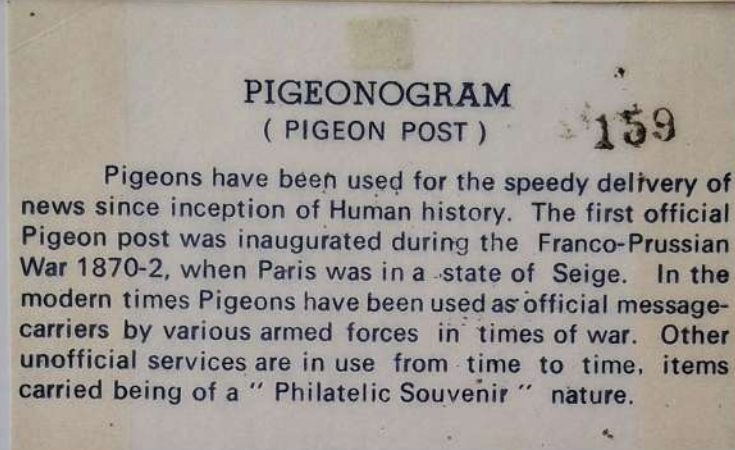 PIGEONOGRAM
( PIGEON POST )
159
Pigeons have been used for the speedy delivery of
news since inception of Human history. The first official
Pigeon post was inaugurated during the Franco-Prussian
War 1870-2, when Paris was in a state of Seige. In the
modern times Pigeons have been used as official message-
carriers by various armed forces in times of war. Other
unofficial services are in use from time to time, items
carried being of a " Philatelic Souvenir " nature.